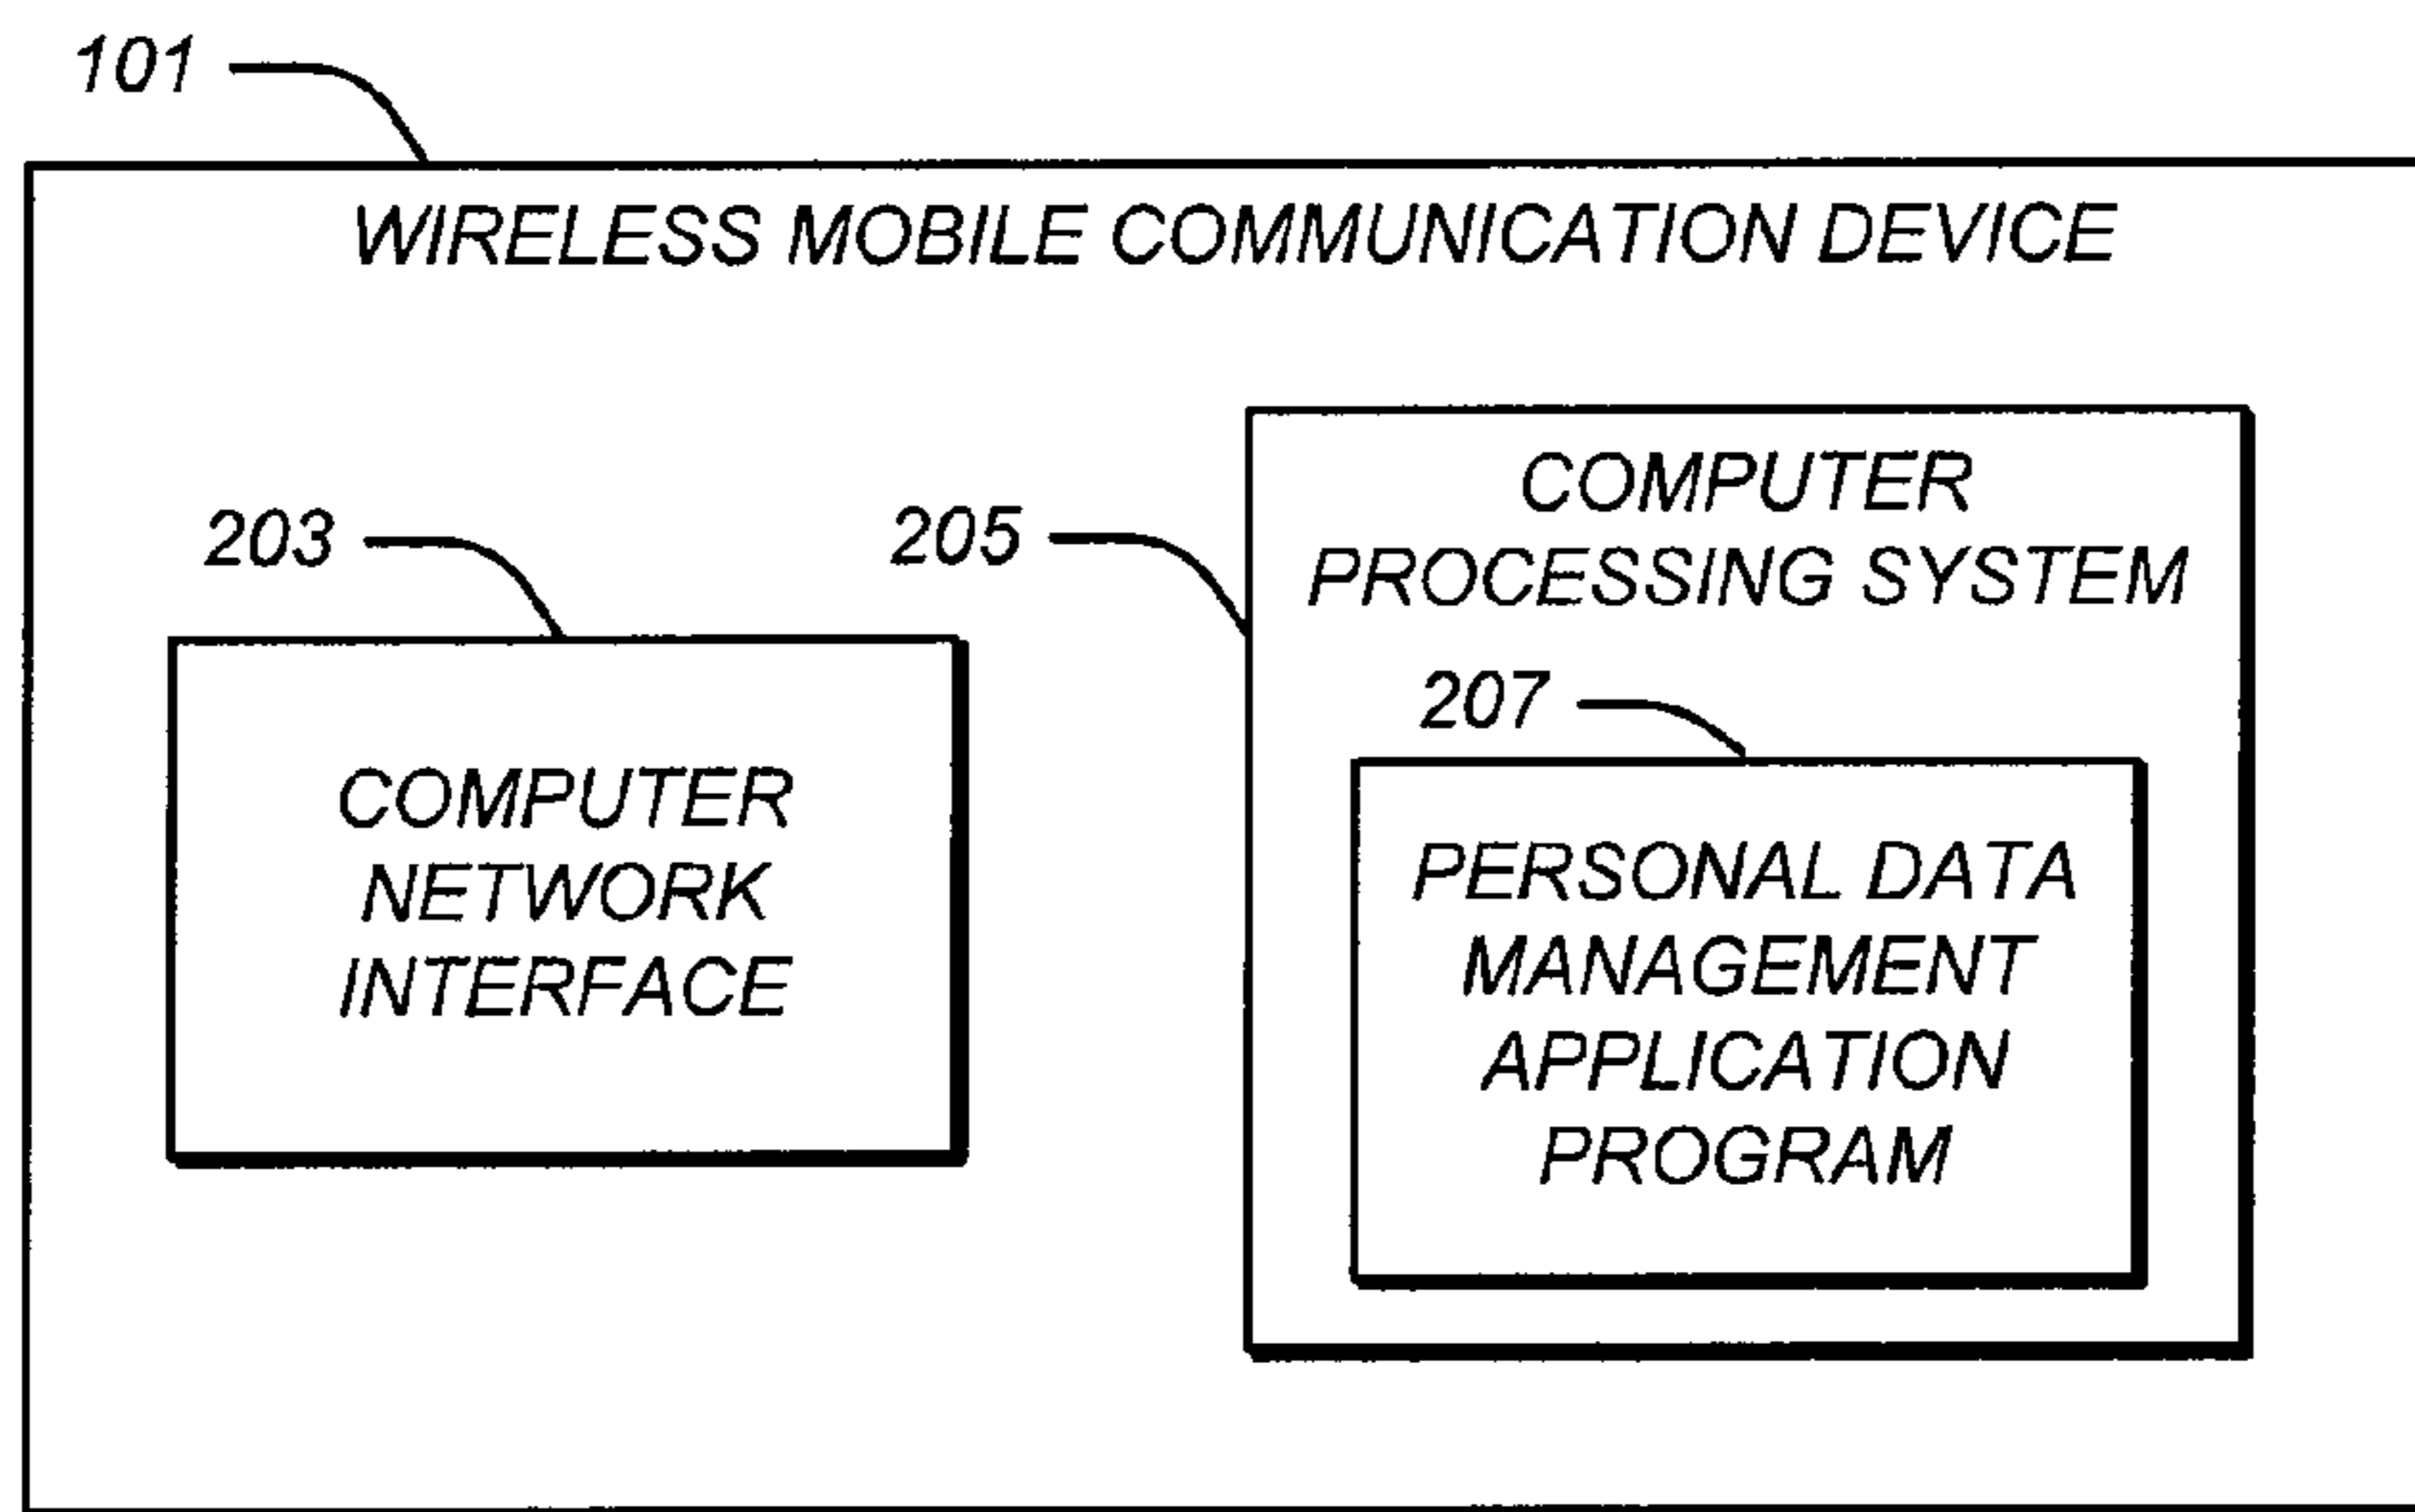 101
WIRELESS MOBILE COMMUNICATION DEVICE
203
COMPUTER
NETWORK
INTERFACE
205
COMPUTER
PROCESSING SYSTEM
207
PERSONAL DATA
MANAGEMENT
APPLICATION
PROGRAM